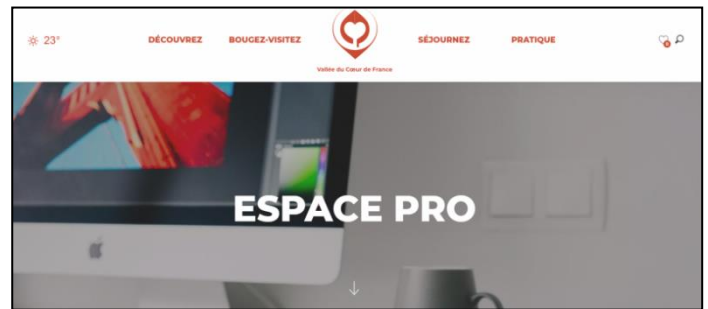 23° DÉCOUVREZ BOUGEZ-VISITEZ SÉJOURNEZ PRATIQUE
Vallée du Cœur de France
ESPACE PRO